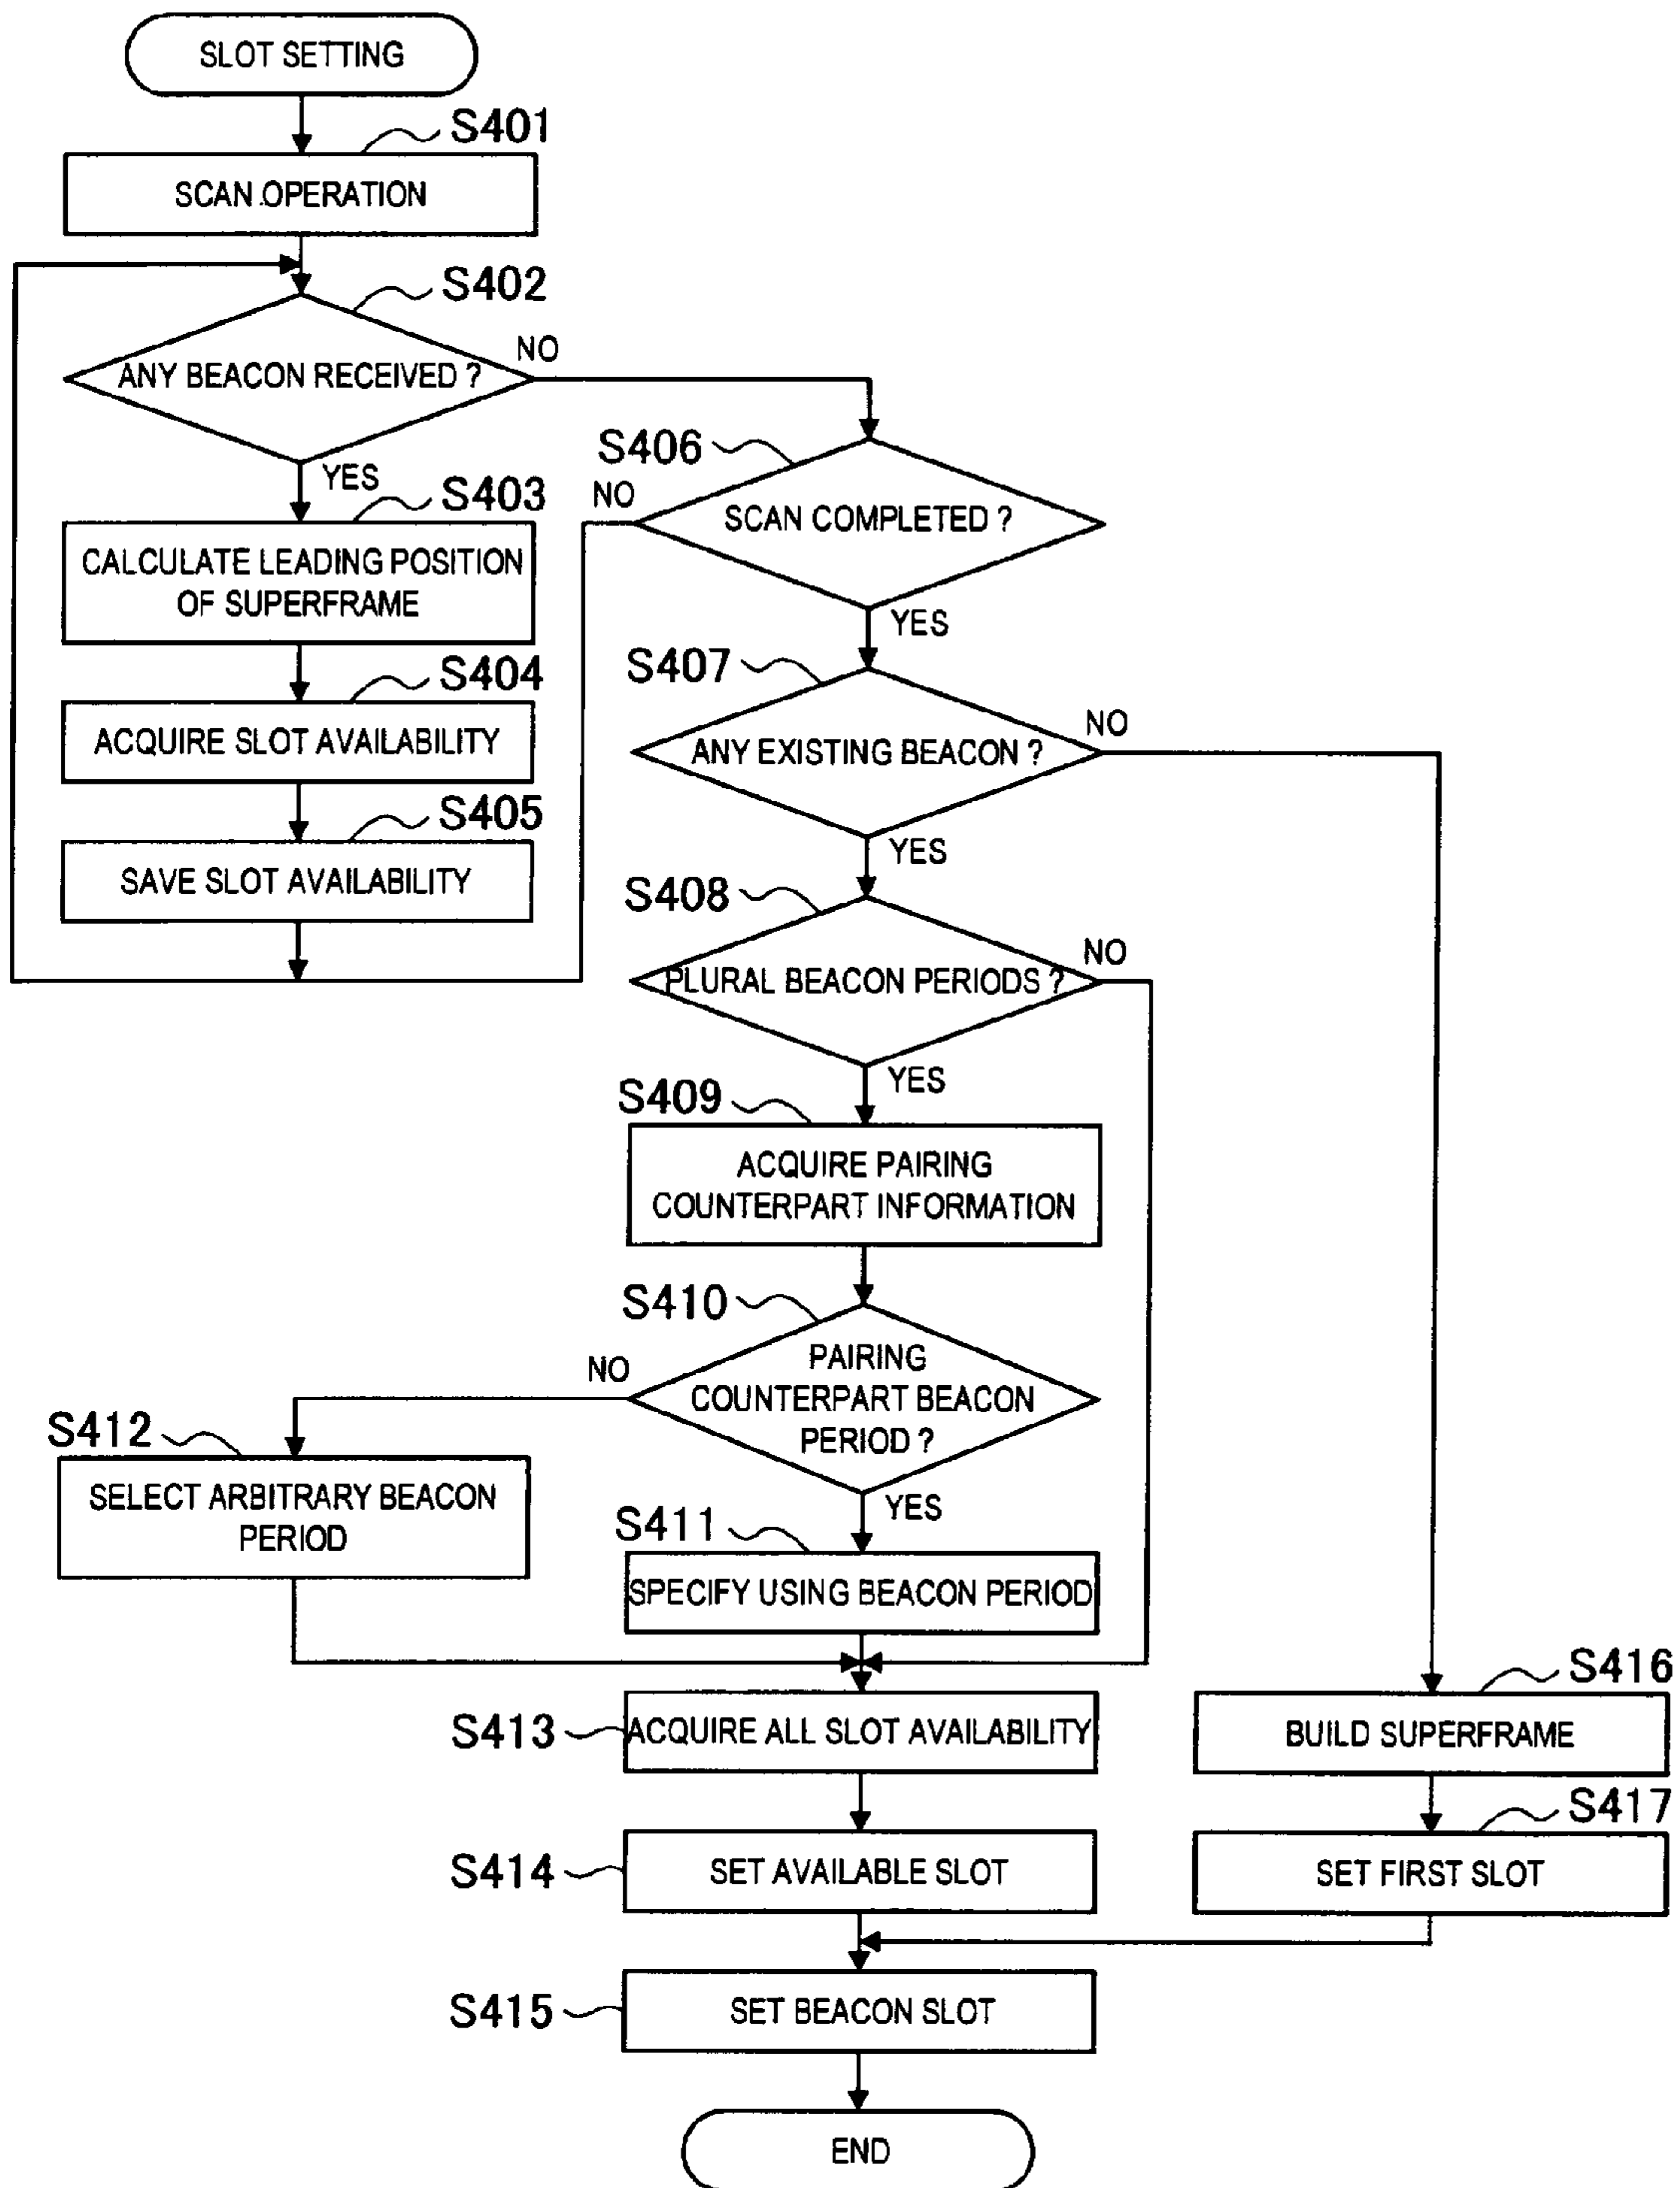 SLOT SETTING
S401
SCAN OPERATION
S402
ANY BEACON RECEIVED ?
NO
YES
S403
CALCULATE LEADING POSITION
OF SUPERFRAME
S404
ACQUIRE SLOT AVAILABILITY
S405
SAVE SLOT AVAILABILITY
S406
NO
SCAN COMPLETED ?
YES
S407
ANY EXISTING BEACON ?
NO
YES
S408
PLURAL BEACON PERIODS ?
NO
YES
S409
ACQUIRE PAIRING
COUNTERPART INFORMATION
S410
PAIRING
COUNTERPART BEACON
PERIOD ?
NO
YES
S412
SELECT ARBITRARY BEACON
PERIOD
S411
SPECIFY USING BEACON PERIOD
S413
ACQUIRE ALL SLOT AVAILABILITY
S416
BUILD SUPERFRAME
S414
SET AVAILABLE SLOT
S417
SET FIRST SLOT
S415
SET BEACON SLOT
END